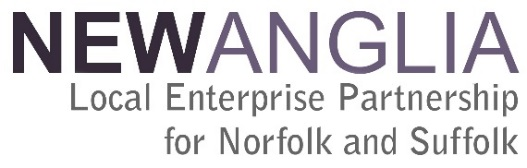 NEWANGLIA
Local Enterprise Partnership
for Norfolk and Suffolk